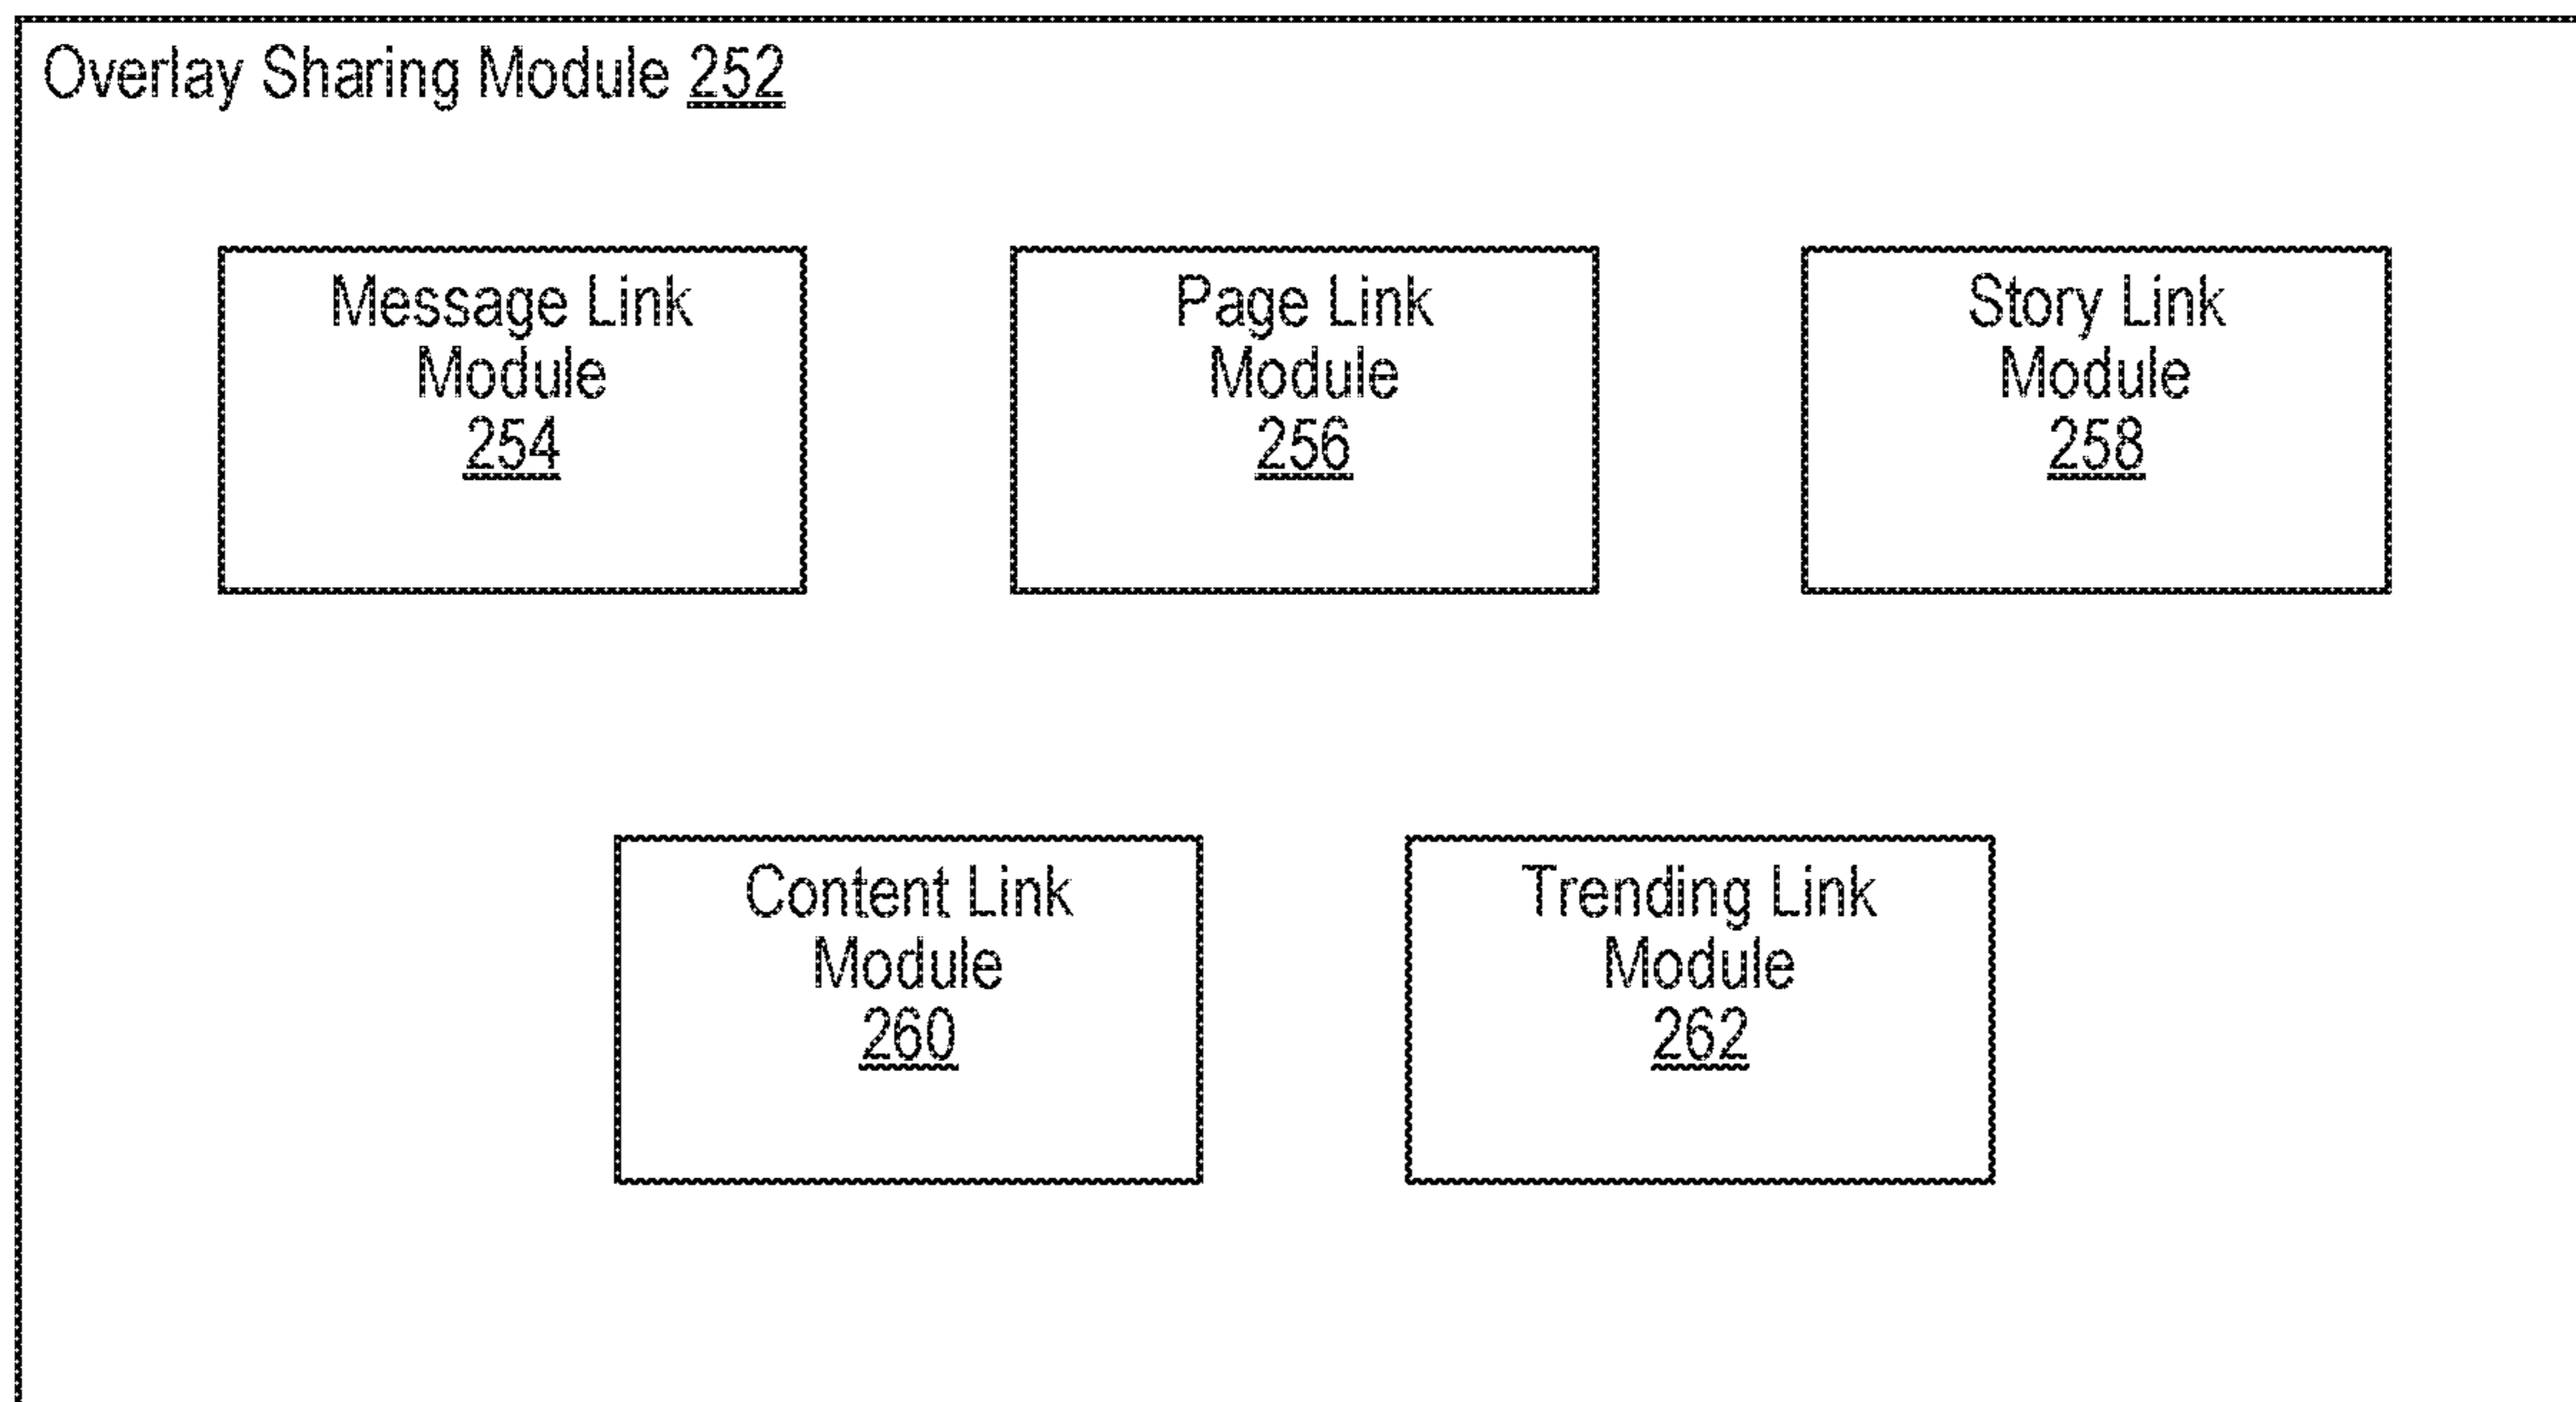 Overlay Sharing Module 252
Message Link
Module
254
Page Link
Module
256
Story Link
Module
258
Content Link
Module
260
Trending Link
Module
262